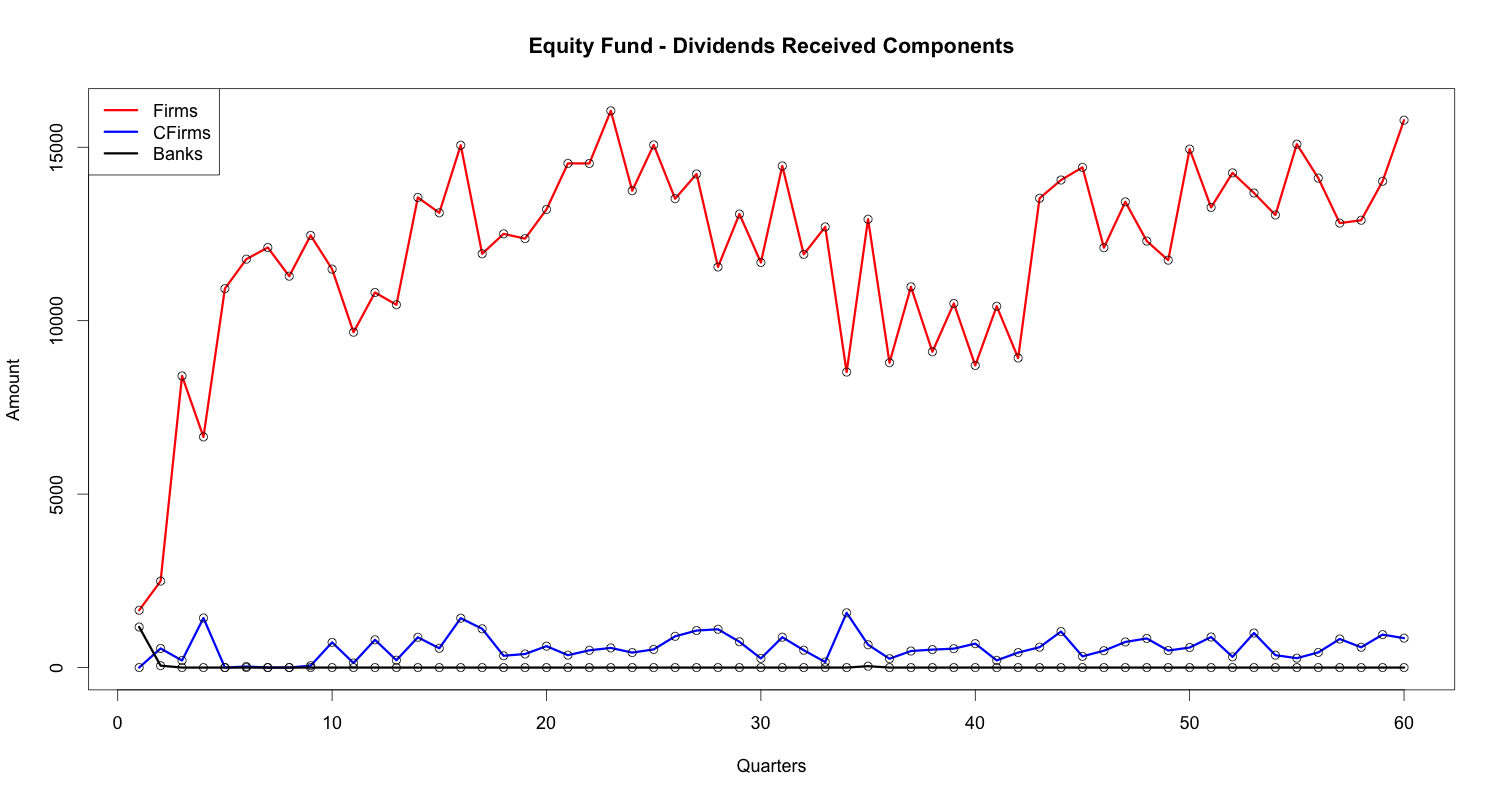 Equity Fund - Dividends Received Components
Firms
CFirms
Banks
15000
10000
5000
0
Amount
0 10 20 30 40 50 60
Quarters